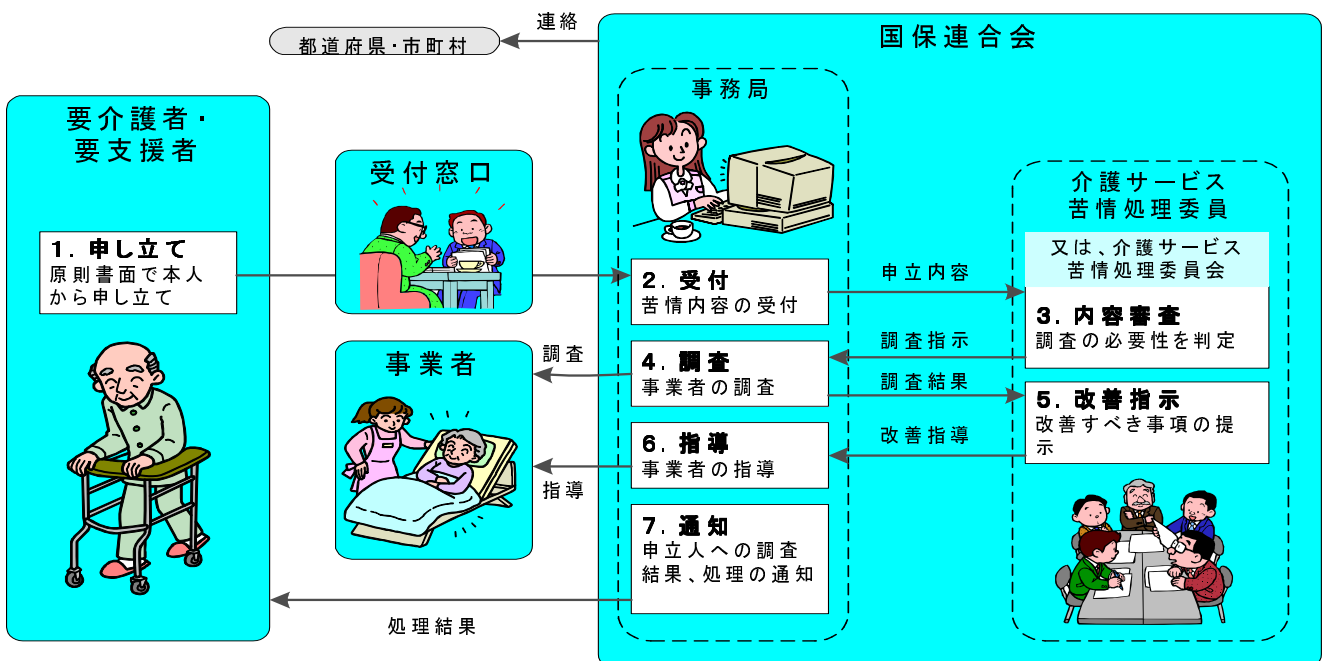 連絡
都道府県・市町村
国保連合会
要介護者・
要支援者
1. 申し立て
原則書面で本人
から申し立て
受付窓口
事業者
調査
指導
事務局
2. 受付
苦情内容の受付
4. 調査
事業者の調査
6. 指導
事業者の指導
7. 通知
申立人への調査
結果、処理の通知
処理結果
申立内容
調査指示
調査結果
改善指導
介護サービス
苦情処理委員
又は、介護サービス
苦情処理委員会
3. 内容審査
調査の必要性を判定
5. 改善指示
改善すべき事項の提
示